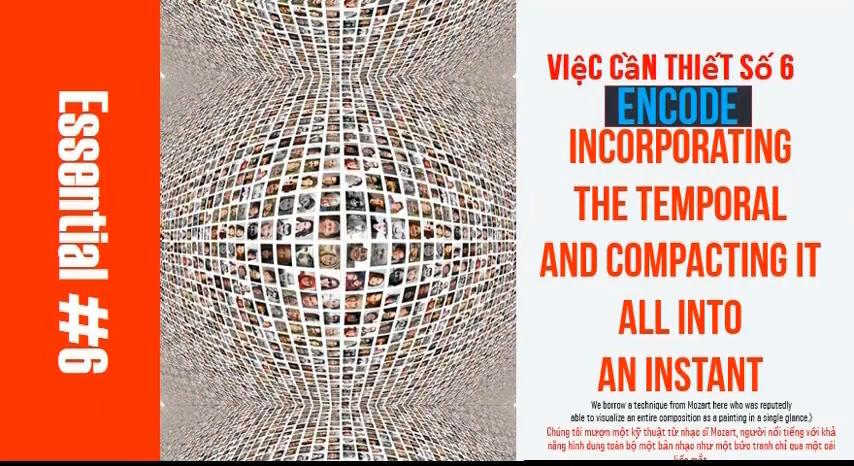 Essential #6
VIệC CầN THIếT Số 6
ENCODE
INCORPORATING
THE TEMPORAL
AND COMPACTING IT
ALL INTO
AN INSTANT
We borrow a technique from Mozart here who was reputedly
able to visualize an entire composition as a painting in a single glance.)
Chúng tôi mượn một kỹ thuật từ nhạc sĩ Mozart, người nổi tiếng với khả
năng hình dung toàn bộ một bản nhạc như một bức tranh chỉ qua một cái
liếc mắt